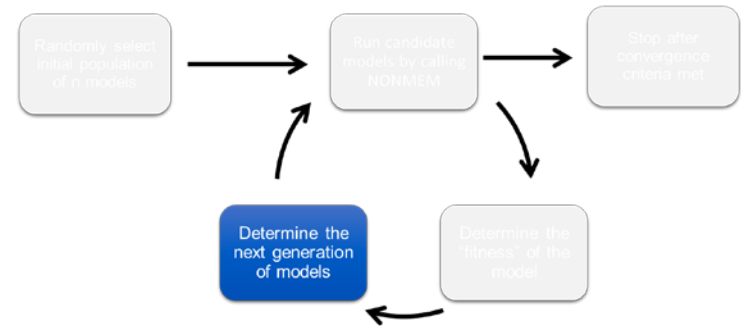 Randomly select
initial population
of n models
Run candidate
models by calling
NONMEM
Stop after
convergence
criteria met
Determine the
next generation
of models
Determine the
"fitness" of the
model